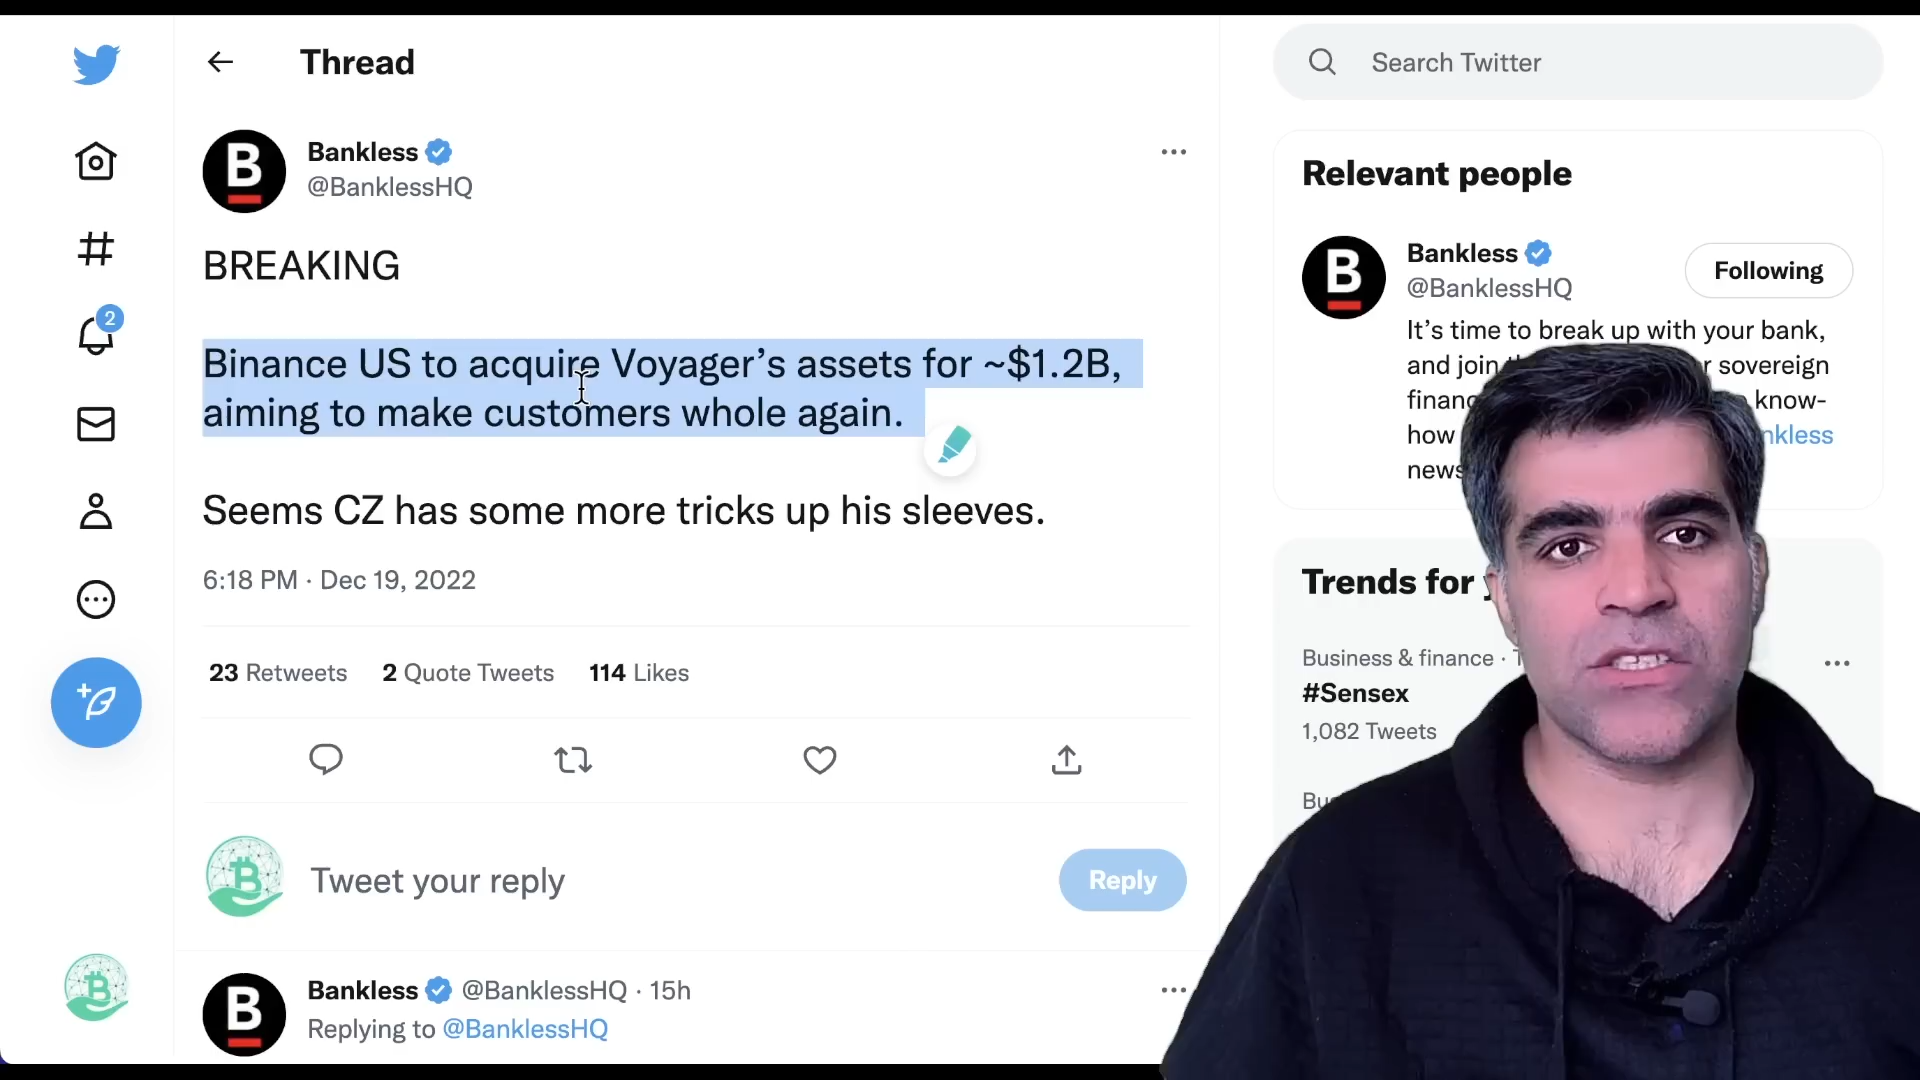 Thread
Search Twitter
B
Bankless
@BanklessHQ
BREAKING
Binance US to acquire Voyager’s assets for ~$1.2B,
aiming to make customers whole again.
Seems CZ has some more tricks up his sleeves.
6:18 PM · Dec 19, 2022
23 Retweets 2 Quote Tweets 114 Likes
Tweet your reply
Reply
B
Bankless @BanklessHQ · 15h
Replying to @BanklessHQ
2
Relevant people
B
Bankless
@BanklessHQ
Following
It’s time to break up with your bank,
and join sovereign
know-
how
news
Trends for
Business & finance ·
#Sensex
1,082 Tweets